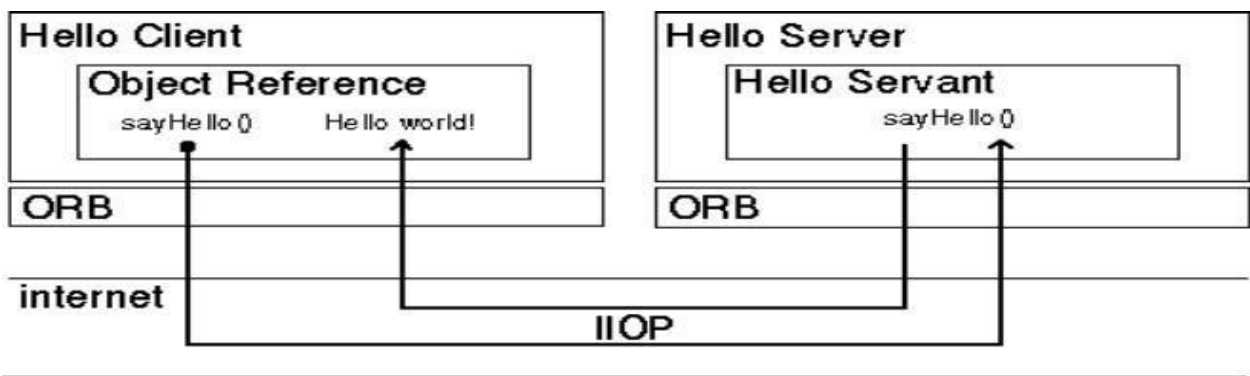 Hello Client
Object Reference
sayHello() Hello world!
ORB
Hello Server
Hello Servant
sayHello()
ORB
internet
IIOP